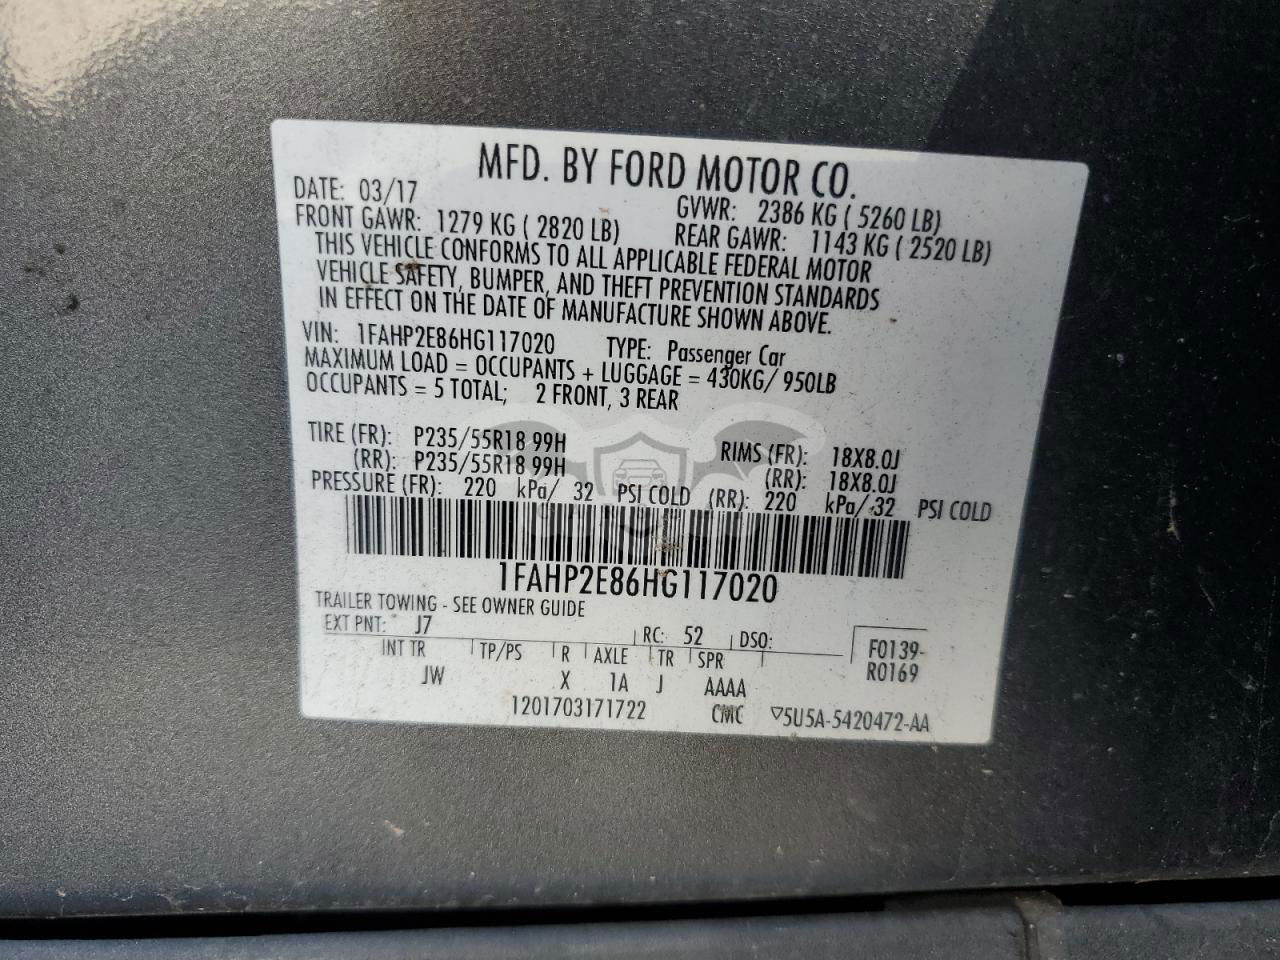 MFD. BY FORD MOTOR CO.
DATE: 03/17 GVWR: 2386 KG ( 5260 LB)
FRONT GAWR: 1279 KG ( 2820 LB) REAR GAWR: 1143 KG ( 2520 LB)
THIS VEHICLE CONFORMS TO ALL APPLICABLE FEDERAL MOTOR
VEHICLE SAFETY, BUMPER, AND THEFT PREVENTION STANDARDS
IN EFFECT ON THE DATE OF MANUFACTURE SHOWN ABOVE.
VIN: 1FAHP2E86HG117020 TYPE: Passenger Car
MAXIMUM LOAD = OCCUPANTS + LUGGAGE = 430KG/ 950LB
OCCUPANTS = 5 TOTAL; 2 FRONT, 3 REAR
TIRE (FR): P235/55R18 99H RIMS (FR): 18X8.0J
(RR): P235/55R18 99H (RR): 18X8.0J
PRESSURE (FR): 220 kPa/ 32 PSI COLD (RR): 220 kPa/ 32 PSI COLD
1FAHP2E86HG117020
TRAILER TOWING - SEE OWNER GUIDE
EXT PNT: J7 RC: 52 DSO: F0139-
INT TR TP/PS R AXLE TR SPR R0169
JW X 1A J AAAA
1201703171722 CMC ▽5U5A-5420472-AA